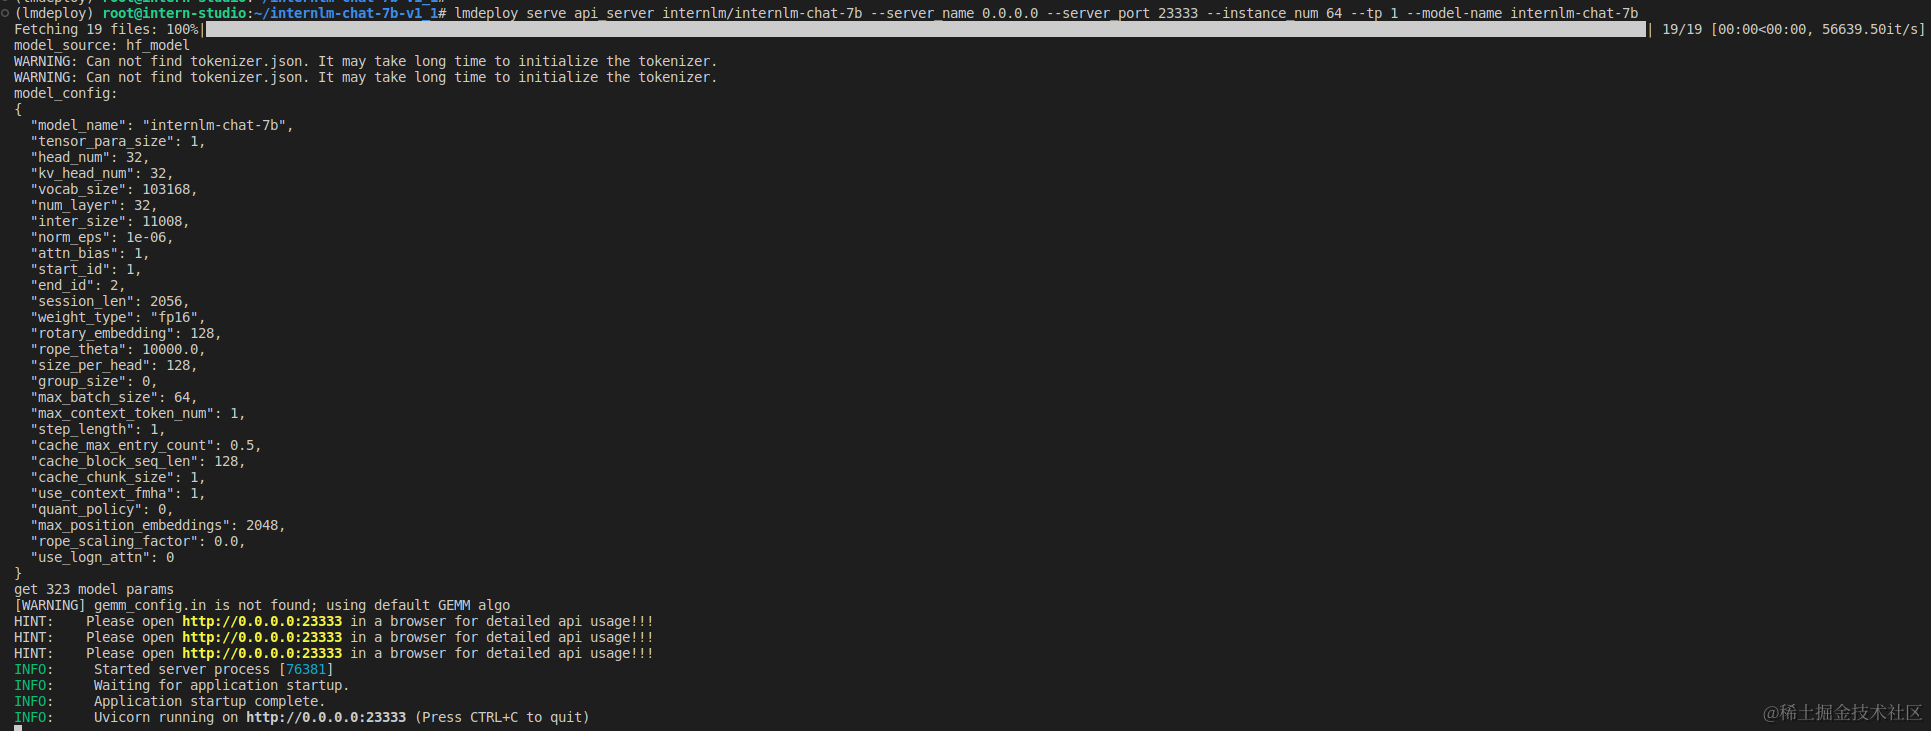 (lmdeploy) root@intern-studio:~/internlm-chat-7b-v1_1#
(lmdeploy) root@intern-studio:~/internlm-chat-7b-v1_1# lmdeploy serve api_server internlm/internlm-chat-7b --server_name 0.0.0.0 --server_port 23333 --instance_num 64 --tp 1 --model-name internlm-chat-7b
Fetching 19 files: 100%| | 19/19 [00:00<00:00, 56639.50it/s]
model_source: hf_model
WARNING: Can not find tokenizer.json. It may take long time to initialize the tokenizer.
WARNING: Can not find tokenizer.json. It may take long time to initialize the tokenizer.
model_config:
{
  "model_name": "internlm-chat-7b",
  "tensor_para_size": 1,
  "head_num": 32,
  "kv_head_num": 32,
  "vocab_size": 103168,
  "num_layer": 32,
  "inter_size": 11008,
  "norm_eps": 1e-06,
  "attn_bias": 1,
  "start_id": 1,
  "end_id": 2,
  "session_len": 2056,
  "weight_type": "fp16",
  "rotary_embedding": 128,
  "rope_theta": 10000.0,
  "size_per_head": 128,
  "group_size": 0,
  "max_batch_size": 64,
  "max_context_token_num": 1,
  "step_length": 1,
  "cache_max_entry_count": 0.5,
  "cache_block_seq_len": 128,
  "cache_chunk_size": 1,
  "use_context_fmha": 1,
  "quant_policy": 0,
  "max_position_embeddings": 2048,
  "rope_scaling_factor": 0.0,
  "use_logn_attn": 0
}
get 323 model params
[WARNING] gemm_config.in is not found; using default GEMM algo
HINT:    Please open http://0.0.0.0:23333 in a browser for detailed api usage!!!
HINT:    Please open http://0.0.0.0:23333 in a browser for detailed api usage!!!
HINT:    Please open http://0.0.0.0:23333 in a browser for detailed api usage!!!
INFO:     Started server process [76381]
INFO:     Waiting for application startup.
INFO:     Application startup complete.
INFO:     Uvicorn running on http://0.0.0.0:23333 (Press CTRL+C to quit)
@稀土掘金技术社区